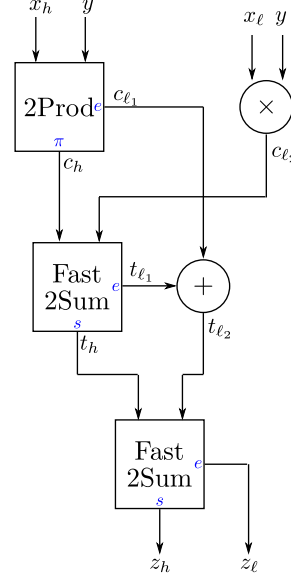 x_h y
x_ℓ y
2Prod e
π
×
c_ℓ₁
c_h
c_ℓ₂
Fast
2Sum e
s
t_ℓ₁
+
t_h
t_ℓ₂
Fast
2Sum e
s
z_h z_ℓ